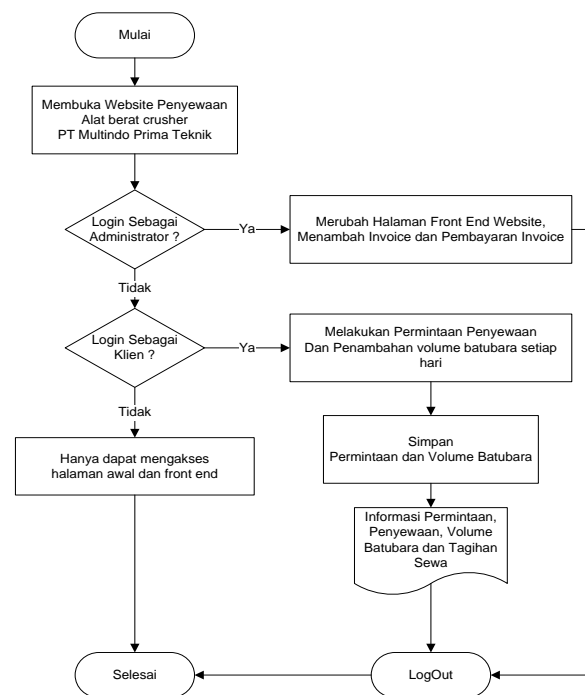 Mulai
Membuka Website Penyewaan
Alat berat crusher
PT Multindo Prima Teknik
Login Sebagai
Administrator ?
Ya
Merubah Halaman Front End Website,
Menambah Invoice dan Pembayaran Invoice
Tidak
Login Sebagai
Klien ?
Ya
Melakukan Permintaan Penyewaan
Dan Penambahan volume batubara setiap
hari
Tidak
Hanya dapat mengakses
halaman awal dan front end
Simpan
Permintaan dan Volume Batubara
Informasi Permintaan,
Penyewaan, Volume
Batubara dan Tagihan
Sewa
Selesai
LogOut